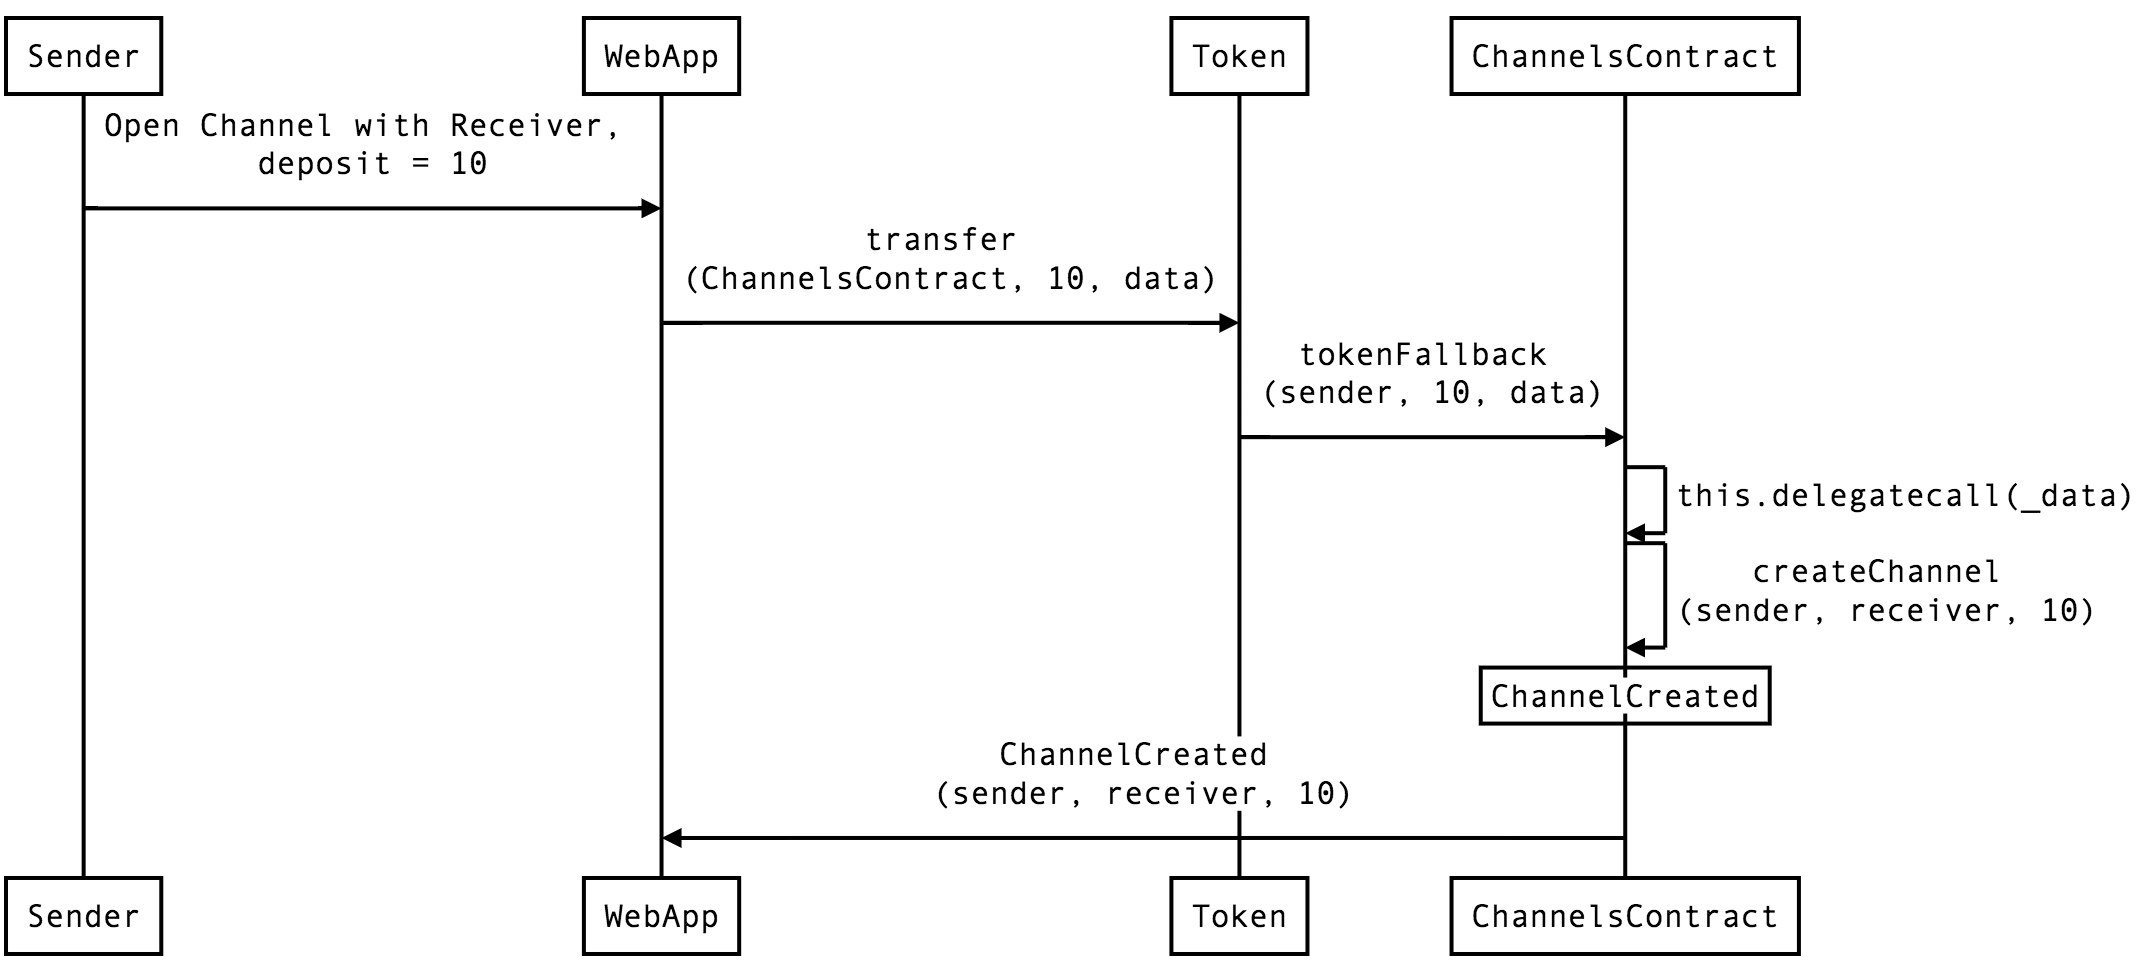 Sender
WebApp
Token
ChannelsContract
Open Channel with Receiver,
deposit = 10
transfer
(ChannelsContract, 10, data)
tokenFallback
(sender, 10, data)
this.delegatecall(_data)
createChannel
(sender, receiver, 10)
ChannelCreated
ChannelCreated
(sender, receiver, 10)
Sender
WebApp
Token
ChannelsContract